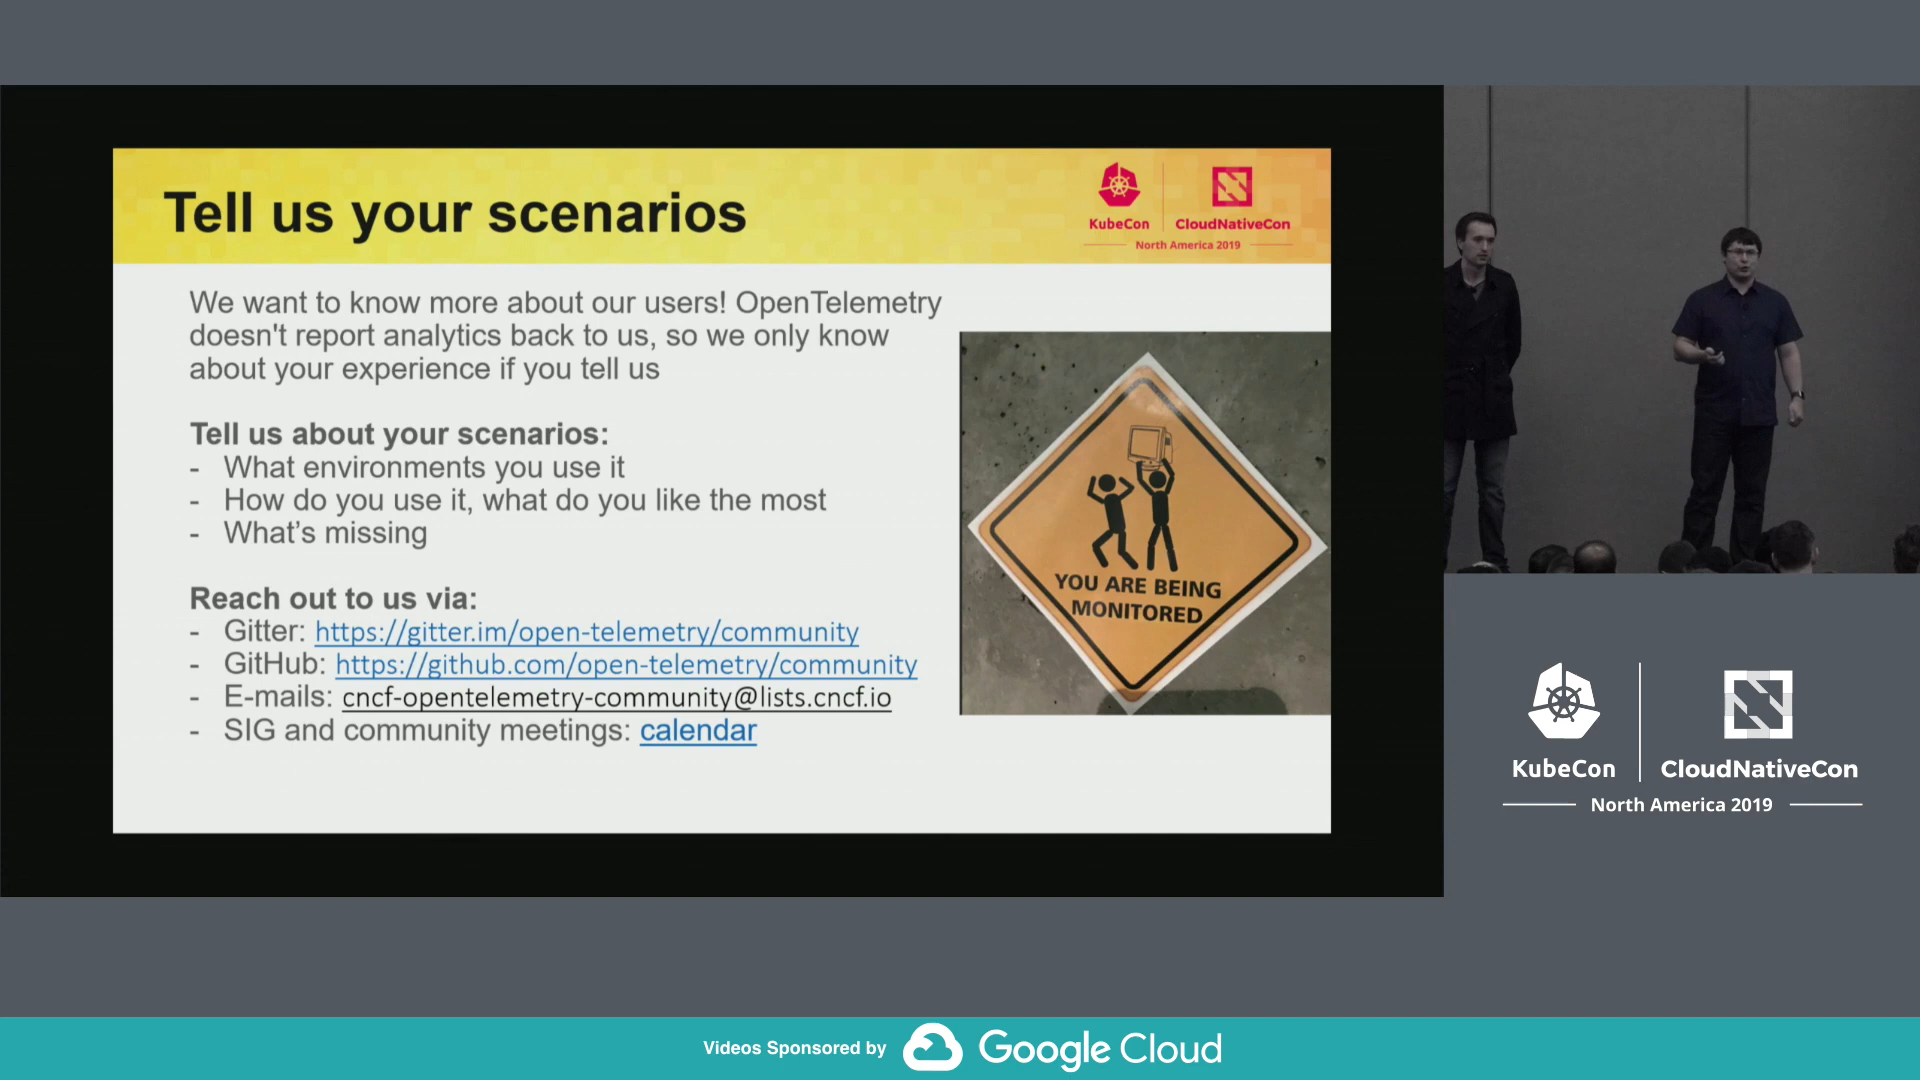 Tell us your scenarios
KubeCon
CloudNativeCon
North America 2019
We want to know more about our users! OpenTelemetry
doesn't report analytics back to us, so we only know
about your experience if you tell us
Tell us about your scenarios:
- What environments you use it
- How do you use it, what do you like the most
- What’s missing
Reach out to us via:
- Gitter: https://gitter.im/open-telemetry/community
- GitHub: https://github.com/open-telemetry/community
- E-mails: cncf-opentelemetry-community@lists.cncf.io
- SIG and community meetings: calendar
YOU ARE BEING
MONITORED
KubeCon
CloudNativeCon
North America 2019
Videos Sponsored by
Google Cloud